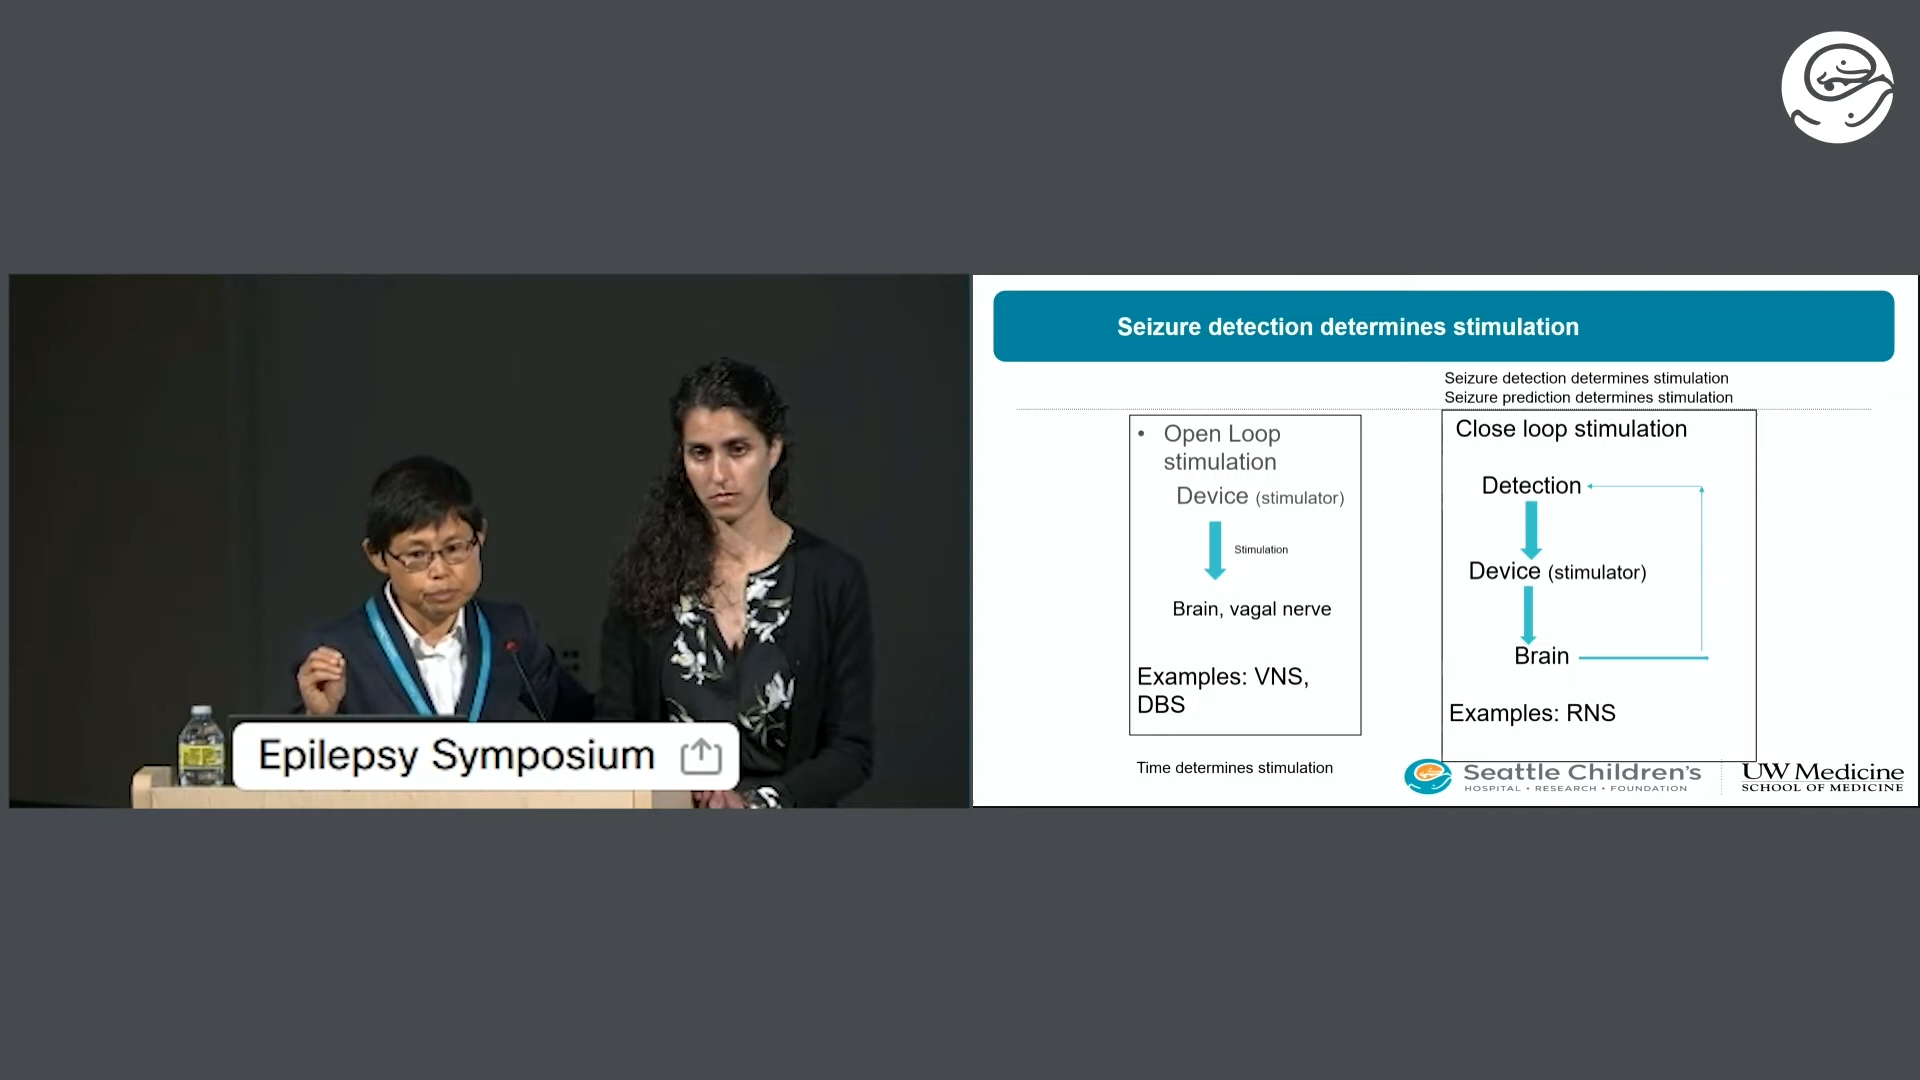 Epilepsy Symposium
Seizure detection determines stimulation
Seizure detection determines stimulation
Seizure prediction determines stimulation
• Open Loop
stimulation
Device (stimulator)
Stimulation
Brain, vagal nerve
Examples: VNS,
DBS
Time determines stimulation
Close loop stimulation
Detection
Device (stimulator)
Brain
Examples: RNS
Seattle Children's
HOSPITAL • RESEARCH • FOUNDATION
UW Medicine
SCHOOL OF MEDICINE